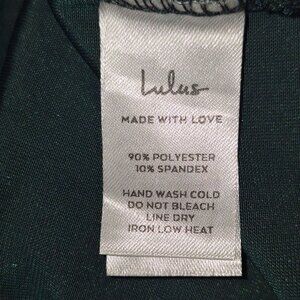 Lulus
MADE WITH LOVE
90% POLYESTER
10% SPANDEX
HAND WASH COLD
DO NOT BLEACH
LINE DRY
IRON LOW HEAT